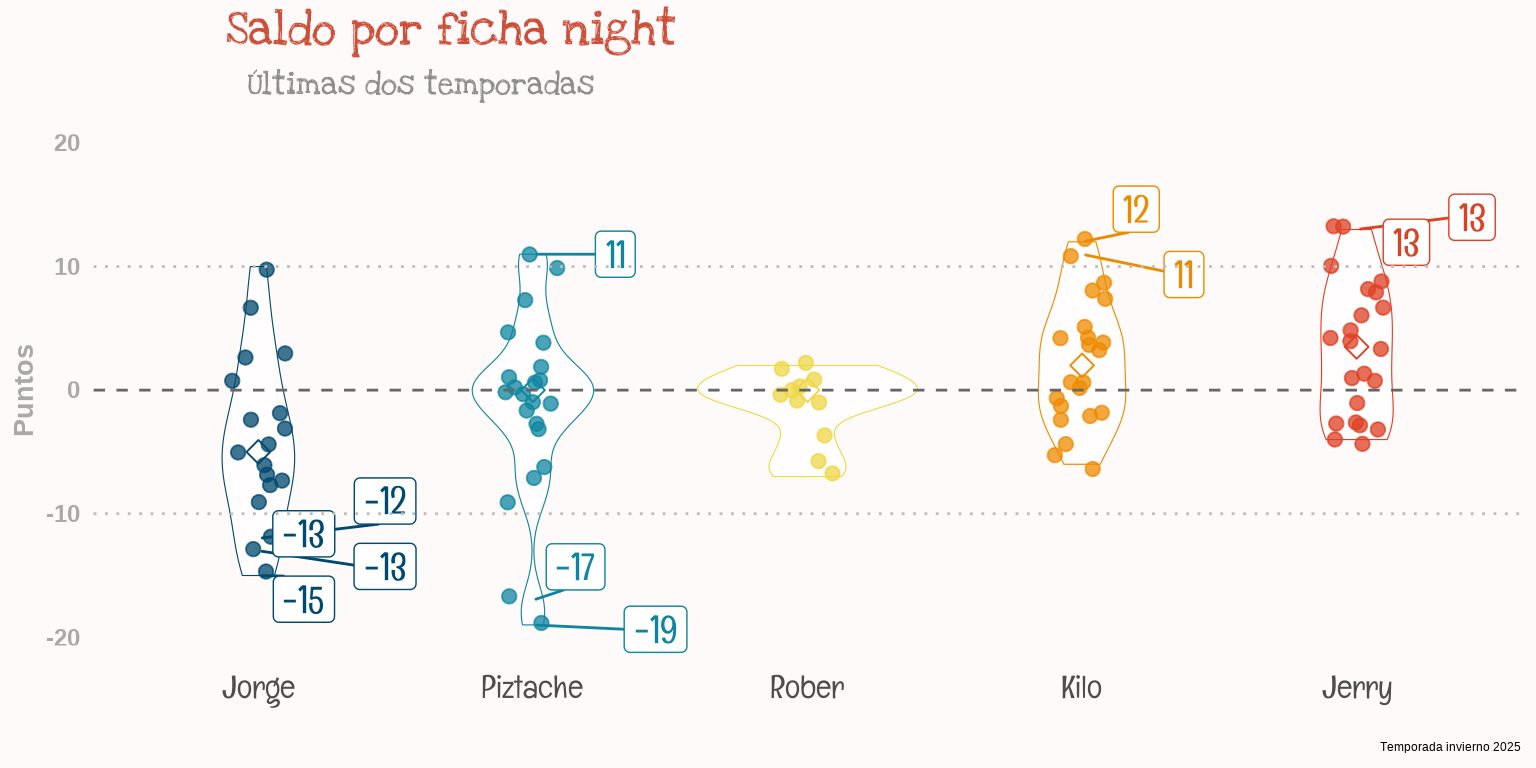 Saldo por ficha night
Últimas dos temporadas
Puntos
20
10
0
-10
-20
-12
-13
-13
-15
11
-17
-19
12
11
13
13
Jorge
Piztache
Rober
Kilo
Jerry
Temporada invierno 2025